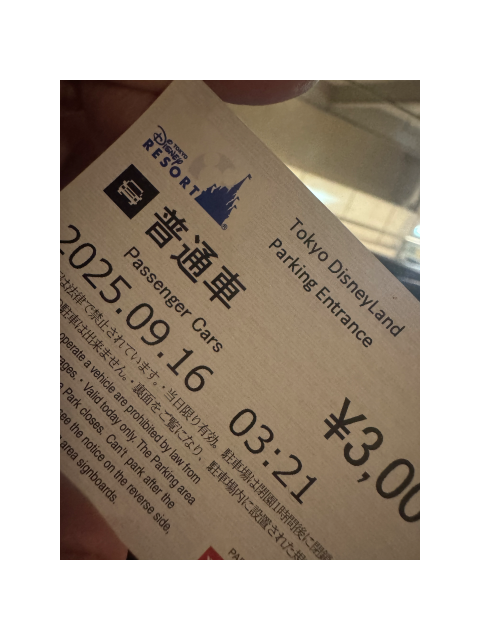 Disney
TOKYO
RESORT®
普通車
Passenger Cars
Tokyo DisneyLand
Parking Entrance
2025.09.16 03:21
¥3,00
は法律で禁止されています。・当日限り有効。駐車場は閉園1時間後に閉
駐車は出来ません。・裏面をご覧になり、駐車場内に設置された
operate a vehicle are prohibited by law from
ages.・Valid today only. The Parking area
Park closes. Can't park after the
see the notice on the reverse side,
area signboards.